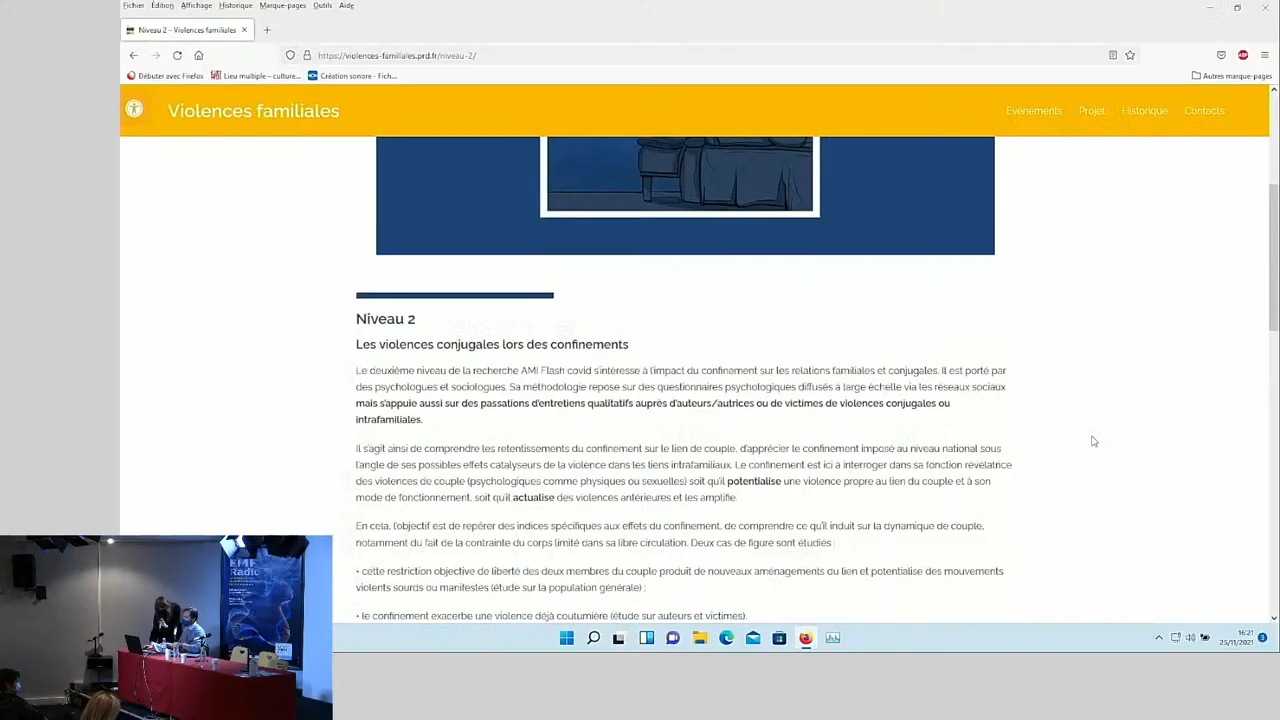 Fichier Édition Affichage Historique Marque-pages Outils Aide
Niveau 2 – Violences familiales
https://violences-familiales.prd.fr/niveau-2/
Débuter avec Firefox Lieu multiple – culture... Création sonore - Fich... Autres marque-pages
Violences familiales Evénements Projet Historique Contacts
Niveau 2
Les violences conjugales lors des confinements
Le deuxième niveau de la recherche AMI Flash covid s'intéresse à l'impact du confinement sur les relations familiales et conjugales. Il est porté par
des psychologues et sociologues. Sa méthodologie repose sur des questionnaires psychologiques diffusés à large échelle via les réseaux sociaux
mais s'appuie aussi sur des passations d'entretiens qualitatifs auprès d'auteurs/autrices ou de victimes de violences conjugales ou
intrafamiliales.
Il s'agit ainsi de comprendre les retentissements du confinement sur le lien de couple, d'apprécier le confinement imposé au niveau national sous
l'angle de ses possibles effets catalyseurs de la violence dans les liens intrafamiliaux. Le confinement est ici à interroger dans sa fonction révélatrice
des violences de couple (psychologiques comme physiques ou sexuelles) soit qu'il potentialise une violence propre au lien du couple et à son
mode de fonctionnement, soit qu'il actualise des violences antérieures et les amplifie.
En cela, l'objectif est de repérer des indices spécifiques aux effets du confinement, de comprendre ce qu'il induit sur la dynamique de couple,
notamment du fait de la contrainte du corps limité dans sa libre circulation. Deux cas de figure sont étudiés :
• cette restriction objective de liberté des deux membres du couple produit de nouveaux aménagements du lien et potentialise des mouvements
violents sourds ou manifestes (étude sur la population générale) ;
• le confinement exacerbe une violence déjà coutumière (étude sur auteurs et victimes).
Radio
16:21
25/11/2021
3